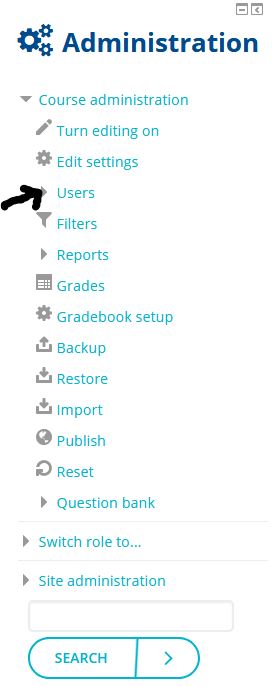 Administration
Course administration
Turn editing on
Edit settings
Users
Filters
Reports
Grades
Gradebook setup
Backup
Restore
Import
Publish
Reset
Question bank
Switch role to...
Site administration
SEARCH